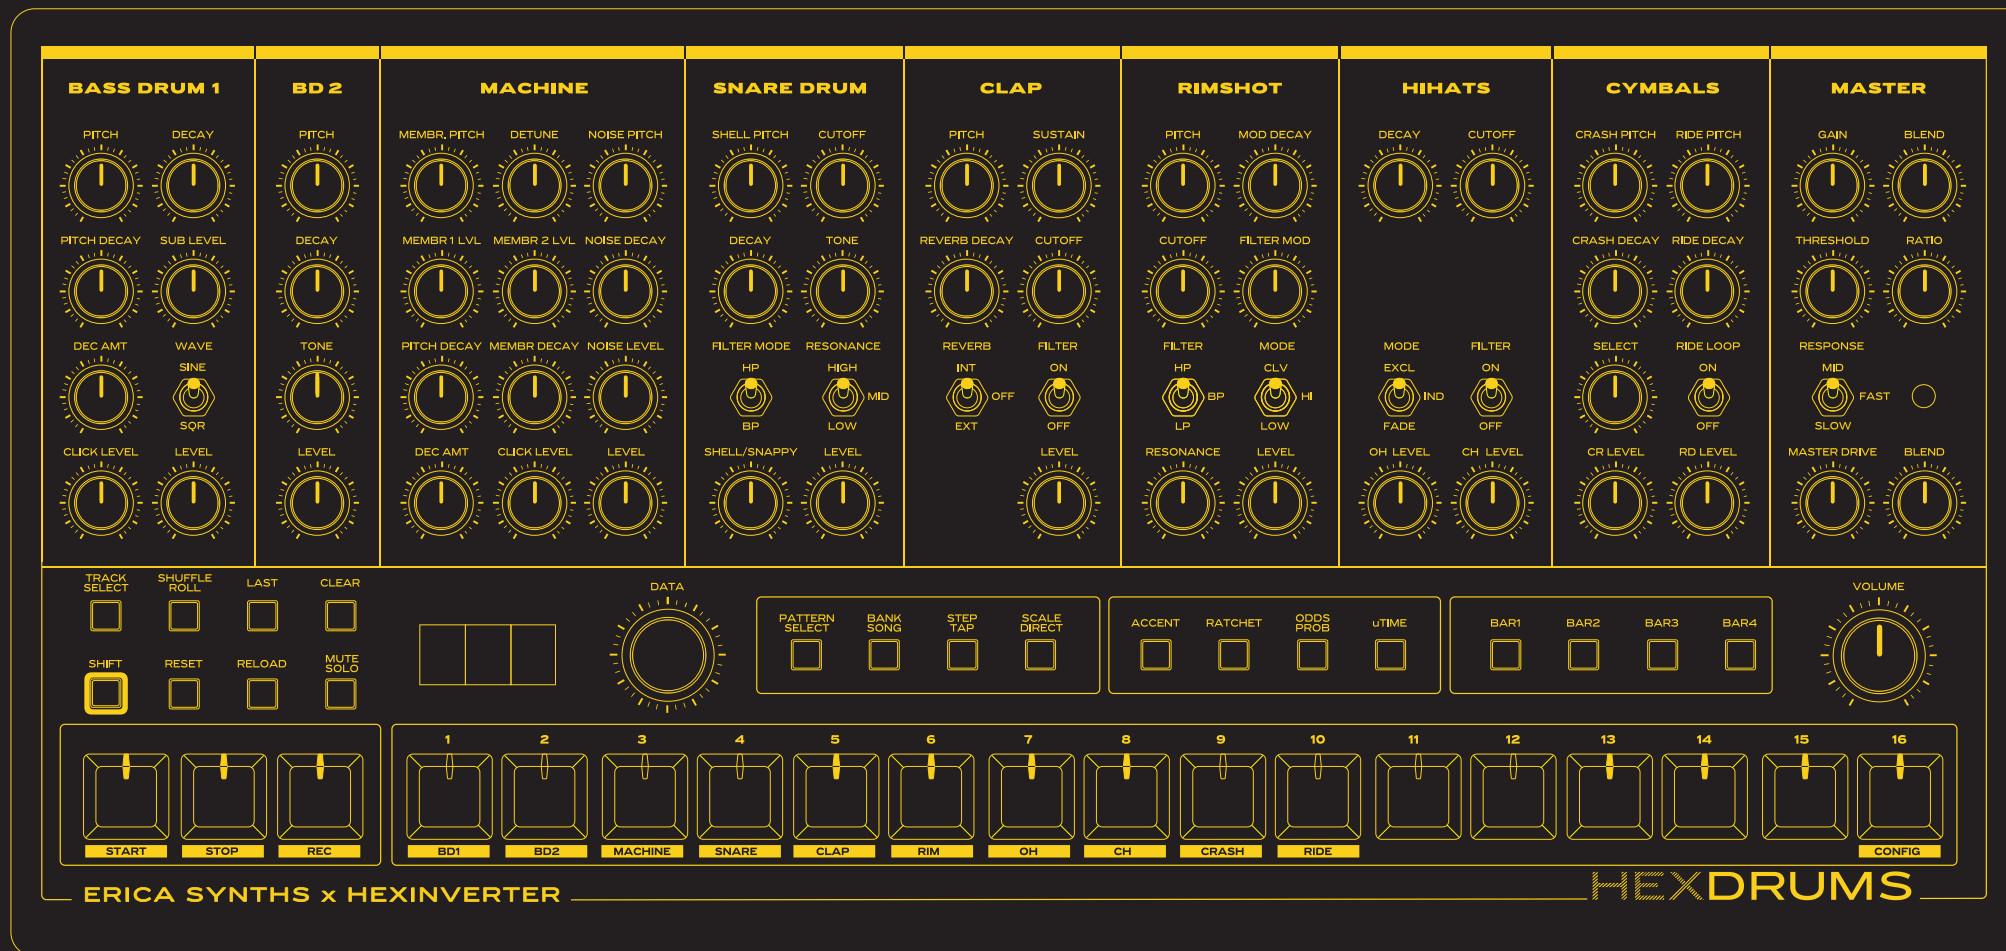 BASS DRUM 1 BD 2 MACHINE SNARE DRUM CLAP RIMSHOT HIHATS CYMBALS MASTER
PITCH DECAY PITCH MEMBR. PITCH DETUNE NOISE PITCH SHELL PITCH CUTOFF PITCH SUSTAIN PITCH MOD DECAY DECAY CUTOFF CRASH PITCH RIDE PITCH GAIN BLEND
PITCH DECAY SUB LEVEL DECAY MEMBR 1 LVL MEMBR 2 LVL NOISE DECAY DECAY TONE REVERB DECAY CUTOFF CUTOFF FILTER MOD CRASH DECAY RIDE DECAY THRESHOLD RATIO
DEC AMT WAVE TONE PITCH DECAY MEMBR DECAY NOISE LEVEL FILTER MODE RESONANCE REVERB FILTER FILTER MODE MODE FILTER SELECT RIDE LOOP RESPONSE
SINE HP HIGH INT ON HP CLV EXCL ON ON MID
MID OFF BP HI IND FAST
SQR BP LOW EXT OFF LP LOW FADE OFF OFF SLOW
CLICK LEVEL LEVEL LEVEL DEC AMT CLICK LEVEL LEVEL SHELL/SNAPPY LEVEL LEVEL RESONANCE LEVEL OH LEVEL CH LEVEL CR LEVEL RD LEVEL MASTER DRIVE BLEND
TRACK SHUFFLE
SELECT ROLL LAST CLEAR DATA VOLUME
PATTERN BANK STEP SCALE ODDS
SELECT SONG TAP DIRECT ACCENT RATCHET PROB uTIME BAR1 BAR2 BAR3 BAR4
MUTE
SHIFT RESET RELOAD SOLO
1 2 3 4 5 6 7 8 9 10 11 12 13 14 15 16
START STOP REC BD1 BD2 MACHINE SNARE CLAP RIM OH CH CRASH RIDE CONFIG
ERICA SYNTHS x HEXINVERTER HEXDRUMS